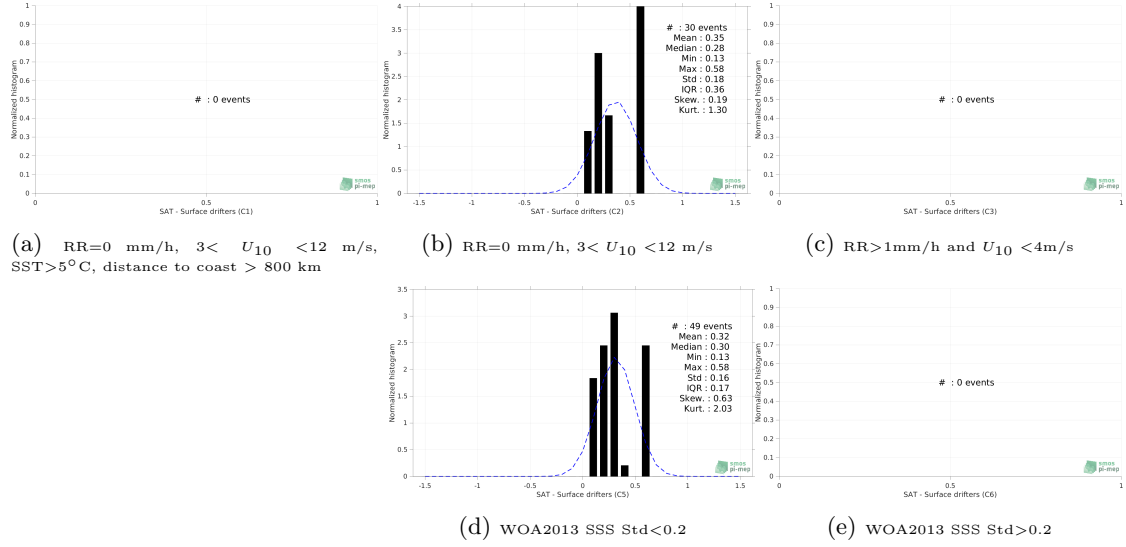 1
0.9
0.8
0.7
0.6
0.5
0.4
0.3
0.2
0.1
0
Normalized histogram
# : 0 events
0 0.5 1
SAT - Surface drifters (C1)
smos
pi-mep
(a) RR=0 mm/h, 3< U10 <12 m/s,
SST>5°C, distance to coast > 800 km
4
3.5
3
2.5
2
1.5
1
0.5
0
Normalized histogram
# : 30 events
Mean : 0.35
Median : 0.28
Min : 0.13
Max : 0.58
Std : 0.18
IQR : 0.36
Skew. : 0.19
Kurt. : 1.30
-1.5 -1 -0.5 0 0.5 1 1.5
SAT - Surface drifters (C2)
smos
pi-mep
(b) RR=0 mm/h, 3< U10 <12 m/s
1
0.9
0.8
0.7
0.6
0.5
0.4
0.3
0.2
0.1
0
Normalized histogram
# : 0 events
0 0.5 1
SAT - Surface drifters (C3)
smos
pi-mep
(c) RR>1mm/h and U10 <4m/s
3.5
3
2.5
2
1.5
1
0.5
0
Normalized histogram
# : 49 events
Mean : 0.32
Median : 0.30
Min : 0.13
Max : 0.58
Std : 0.16
IQR : 0.17
Skew. : 0.63
Kurt. : 2.03
-1.5 -1 -0.5 0 0.5 1 1.5
SAT - Surface drifters (C5)
smos
pi-mep
(d) WOA2013 SSS Std<0.2
1
0.9
0.8
0.7
0.6
0.5
0.4
0.3
0.2
0.1
0
Normalized histogram
# : 0 events
0 0.5 1
SAT - Surface drifters (C6)
smos
pi-mep
(e) WOA2013 SSS Std>0.2